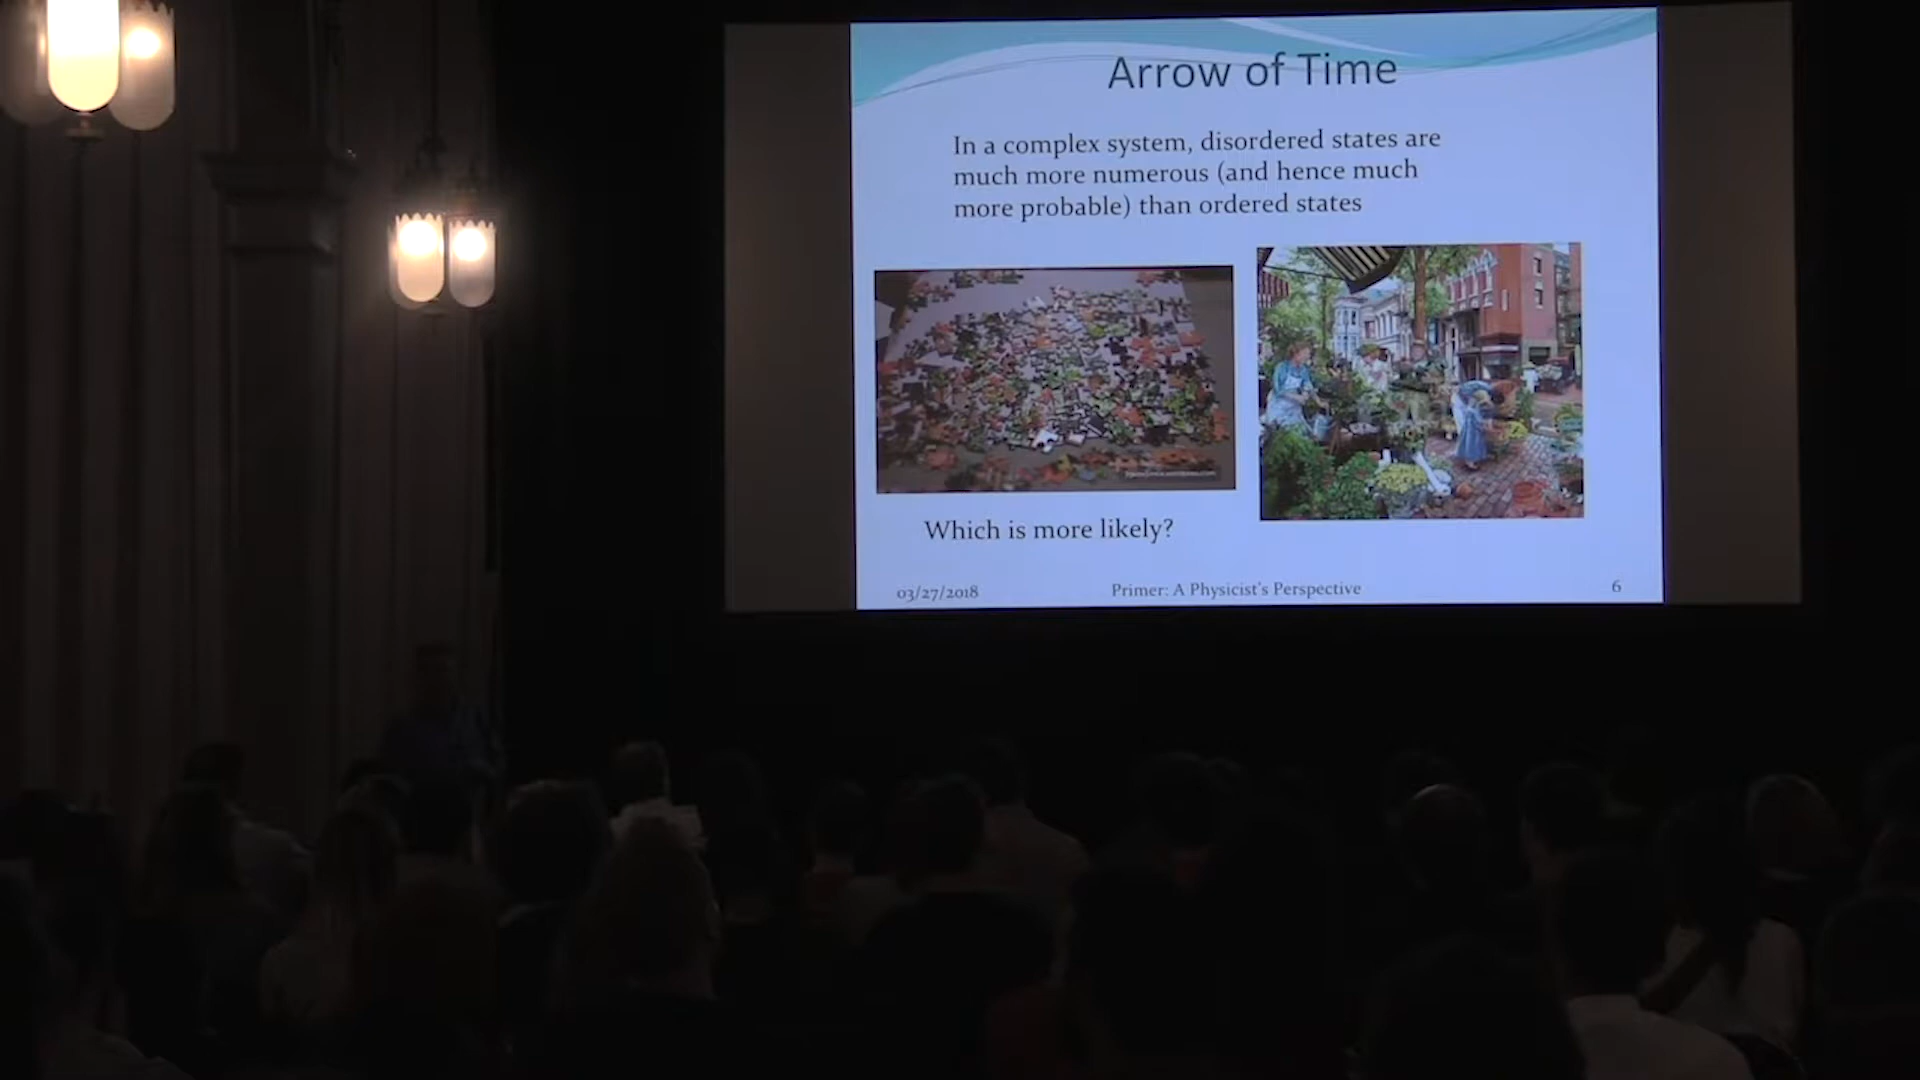 Arrow of Time
In a complex system, disordered states are
much more numerous (and hence much
more probable) than ordered states
Which is more likely?
03/27/2018
Primer: A Physicist's Perspective
6